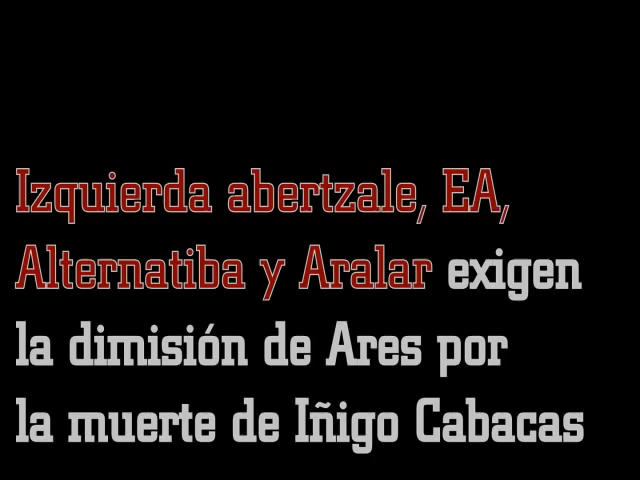 Izquierda abertzale, EA,
Alternatiba y Aralar exigen
la dimisión de Ares por
la muerte de Iñigo Cabacas